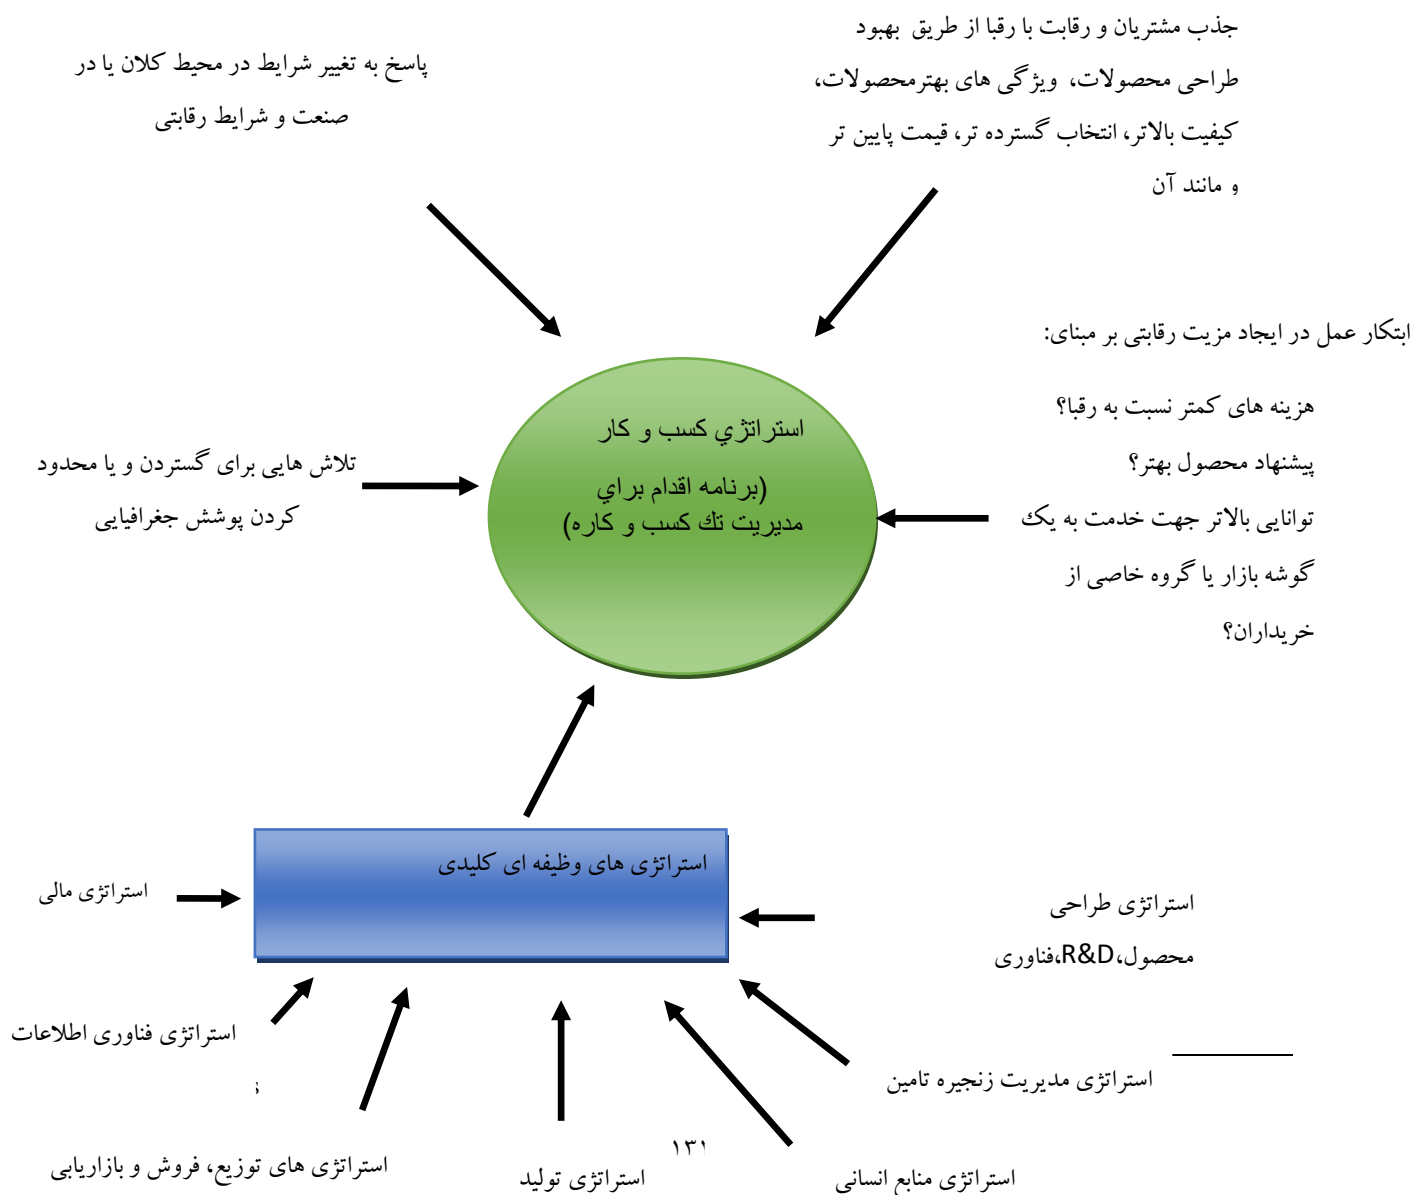 جذب مشتریان و رقابت با رقبا از طریق بهبود
طراحی محصولات، ویژگی های بهترمحصولات،
کیفیت بالاتر، انتخاب گسترده تر، قیمت پایین تر
و مانند آن
پاسخ به تغییر شرایط در محیط کلان یا در
صنعت و شرایط رقابتی
ابتکار عمل در ایجاد مزیت رقابتی بر مبنای:
هزینه های کمتر نسبت به رقبا؟
پیشنهاد محصول بهتر؟
توانایی بالاتر جهت خدمت به یک
گوشه بازار یا گروه خاصی از
خریداران؟
استراتژي كسب و كار
(برنامه اقدام براي
مديريت تك كسب و كاره)
تلاش هایی برای گستردن و یا محدود
کردن پوشش جغرافیایی
استراتژی های وظیفه ای کلیدی
استراتژی مالی
استراتژی طراحی
محصول،R&D،فناوری
استراتژی فناوری اطلاعات
استراتژی مدیریت زنجیره تامین
۱۳۱
استراتژی های توزیع، فروش و بازاریابی
استراتژی تولید
استراتژی منابع انسانی